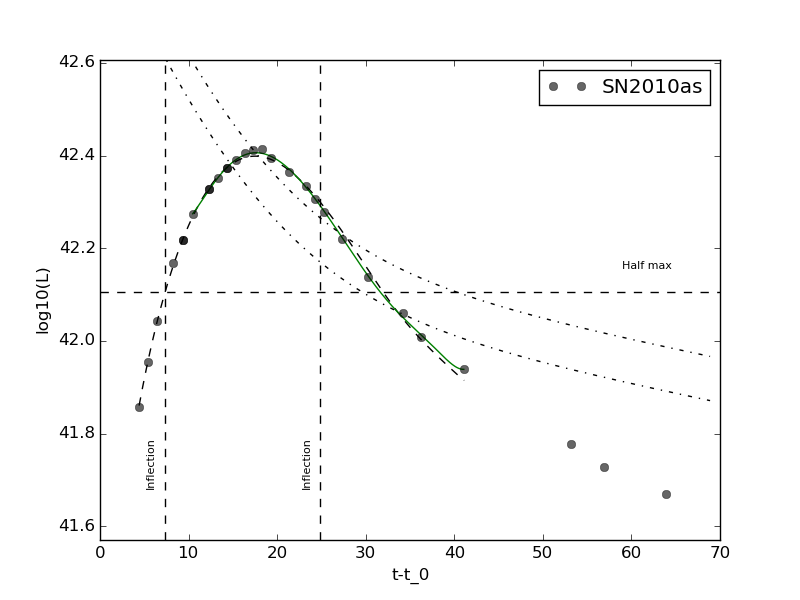 SN2010as
42.6
42.4
42.2
42.0
41.8
41.6
log10(L)
Half max
Inflection
Inflection
0 10 20 30 40 50 60 70
t-t_0